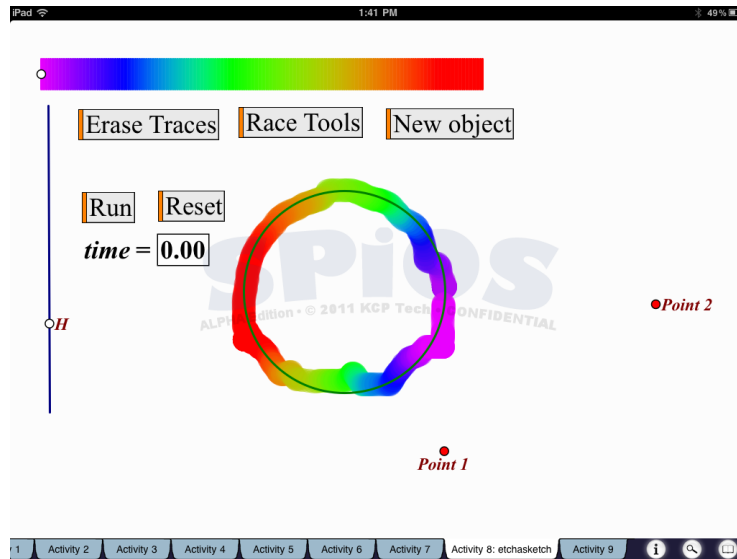 iPad 1:41 PM 49%
Erase Traces Race Tools New object
Run Reset
time = 0.00
SPiOS
ALPHA Edition • © 2011 KCP Tech CONFIDENTIAL
H
Point 2
Point 1
1 Activity 2 Activity 3 Activity 4 Activity 5 Activity 6 Activity 7 Activity 8: etchasketch Activity 9